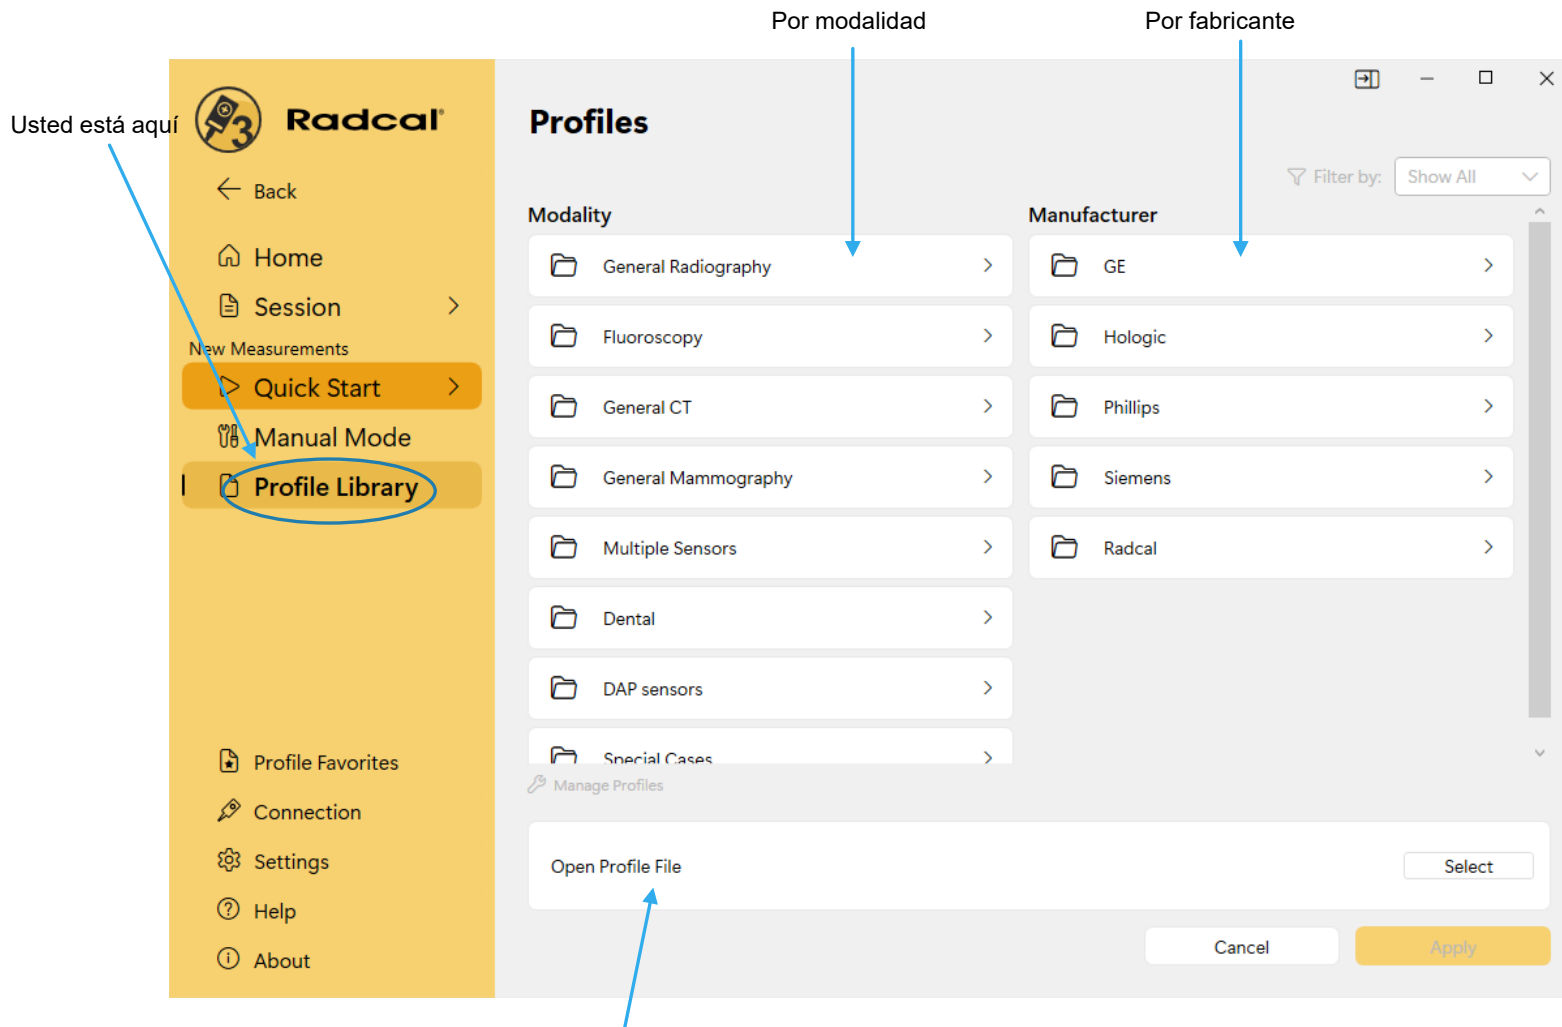 Por modalidad
Por fabricante
Usted está aquí
3 Radcal
Back
Home
Session
New Measurements
Quick Start
Manual Mode
Profile Library
Profile Favorites
Connection
Settings
Help
About
Profiles
Filter by: Show All
Modality
General Radiography
Fluoroscopy
General CT
General Mammography
Multiple Sensors
Dental
DAP sensors
Special Cases
Manufacturer
GE
Hologic
Phillips
Siemens
Radcal
Manage Profiles
Open Profile File
Select
Cancel
Apply